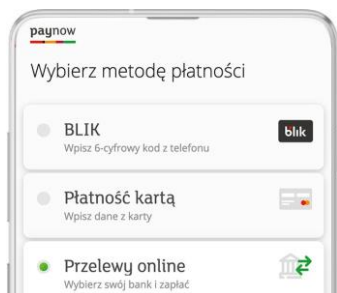 paynow
Wybierz metodę płatności
BLIK
Wpisz 6-cyfrowy kod z telefonu
blik
Płatność kartą
Wpisz dane z karty
Przelewy online
Wybierz swój bank i zapłać